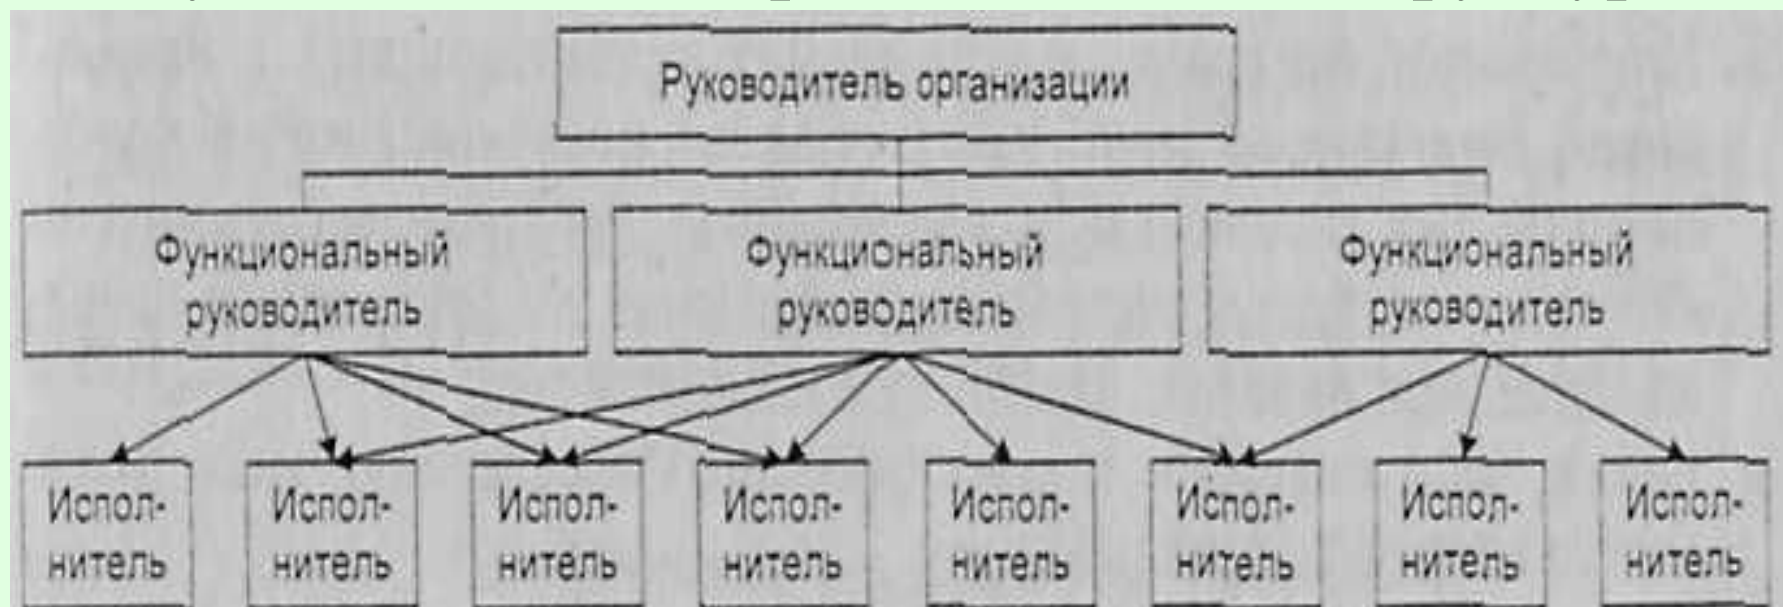 Руководитель организации
Функциональный
руководитель
Функциональный
руководитель
Функциональный
руководитель
Испол-
нитель
Испол-
нитель
Испол-
нитель
Испол-
нитель
Испол-
нитель
Испол-
нитель
Испол-
нитель
Испол-
нитель